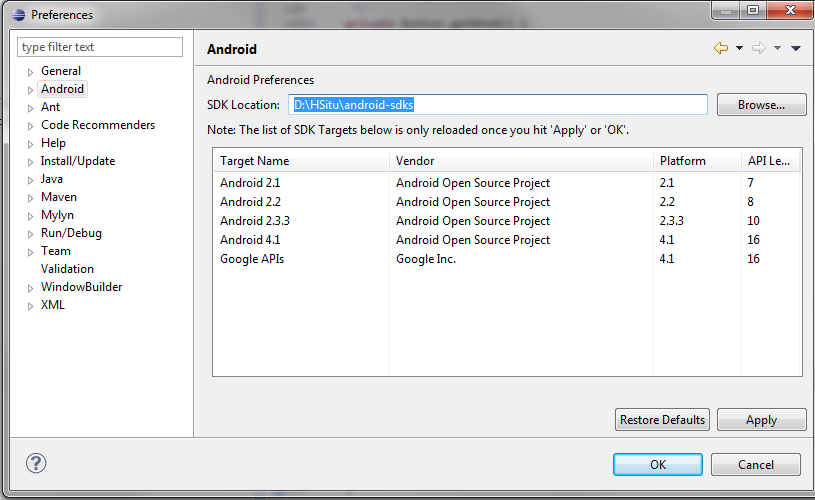 Preferences
type filter text
General
Android
Ant
Code Recommenders
Help
Install/Update
Java
Maven
Mylyn
Run/Debug
Team
Validation
WindowBuilder
XML
Android
Android Preferences
SDK Location: D:\HSitu\android-sdks Browse...
Note: The list of SDK Targets below is only reloaded once you hit 'Apply' or 'OK'.
Target Name Vendor Platform API Le...
Android 2.1 Android Open Source Project 2.1 7
Android 2.2 Android Open Source Project 2.2 8
Android 2.3.3 Android Open Source Project 2.3.3 10
Android 4.1 Android Open Source Project 4.1 16
Google APIs Google Inc. 4.1 16
Restore Defaults Apply
? OK Cancel